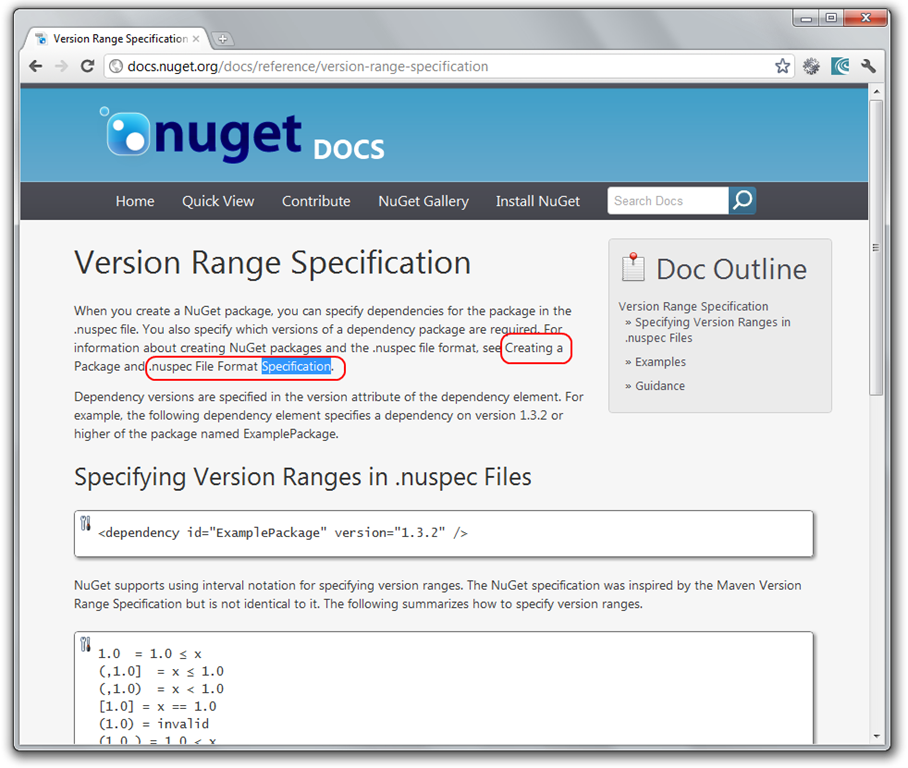 Version Range Specification
docs.nuget.org/docs/reference/version-range-specification
nuget DOCS
Home Quick View Contribute NuGet Gallery Install NuGet Search Docs
Version Range Specification
When you create a NuGet package, you can specify dependencies for the package in the
.nuspec file. You also specify which versions of a dependency package are required. For
information about creating NuGet packages and the .nuspec file format, see Creating a
Package and .nuspec File Format Specification.
Dependency versions are specified in the version attribute of the dependency element. For
example, the following dependency element specifies a dependency on version 1.3.2 or
higher of the package named ExamplePackage.
Doc Outline
Version Range Specification
» Specifying Version Ranges in
.nuspec Files
» Examples
» Guidance
Specifying Version Ranges in .nuspec Files
<dependency id="ExamplePackage" version="1.3.2" />
NuGet supports using interval notation for specifying version ranges. The NuGet specification was inspired by the Maven Version
Range Specification but is not identical to it. The following summarizes how to specify version ranges.
1.0 = 1.0 ≤ x
(,1.0] = x ≤ 1.0
(,1.0) = x < 1.0
[1.0] = x == 1.0
(1.0) = invalid
(1.0,) = 1.0 < x